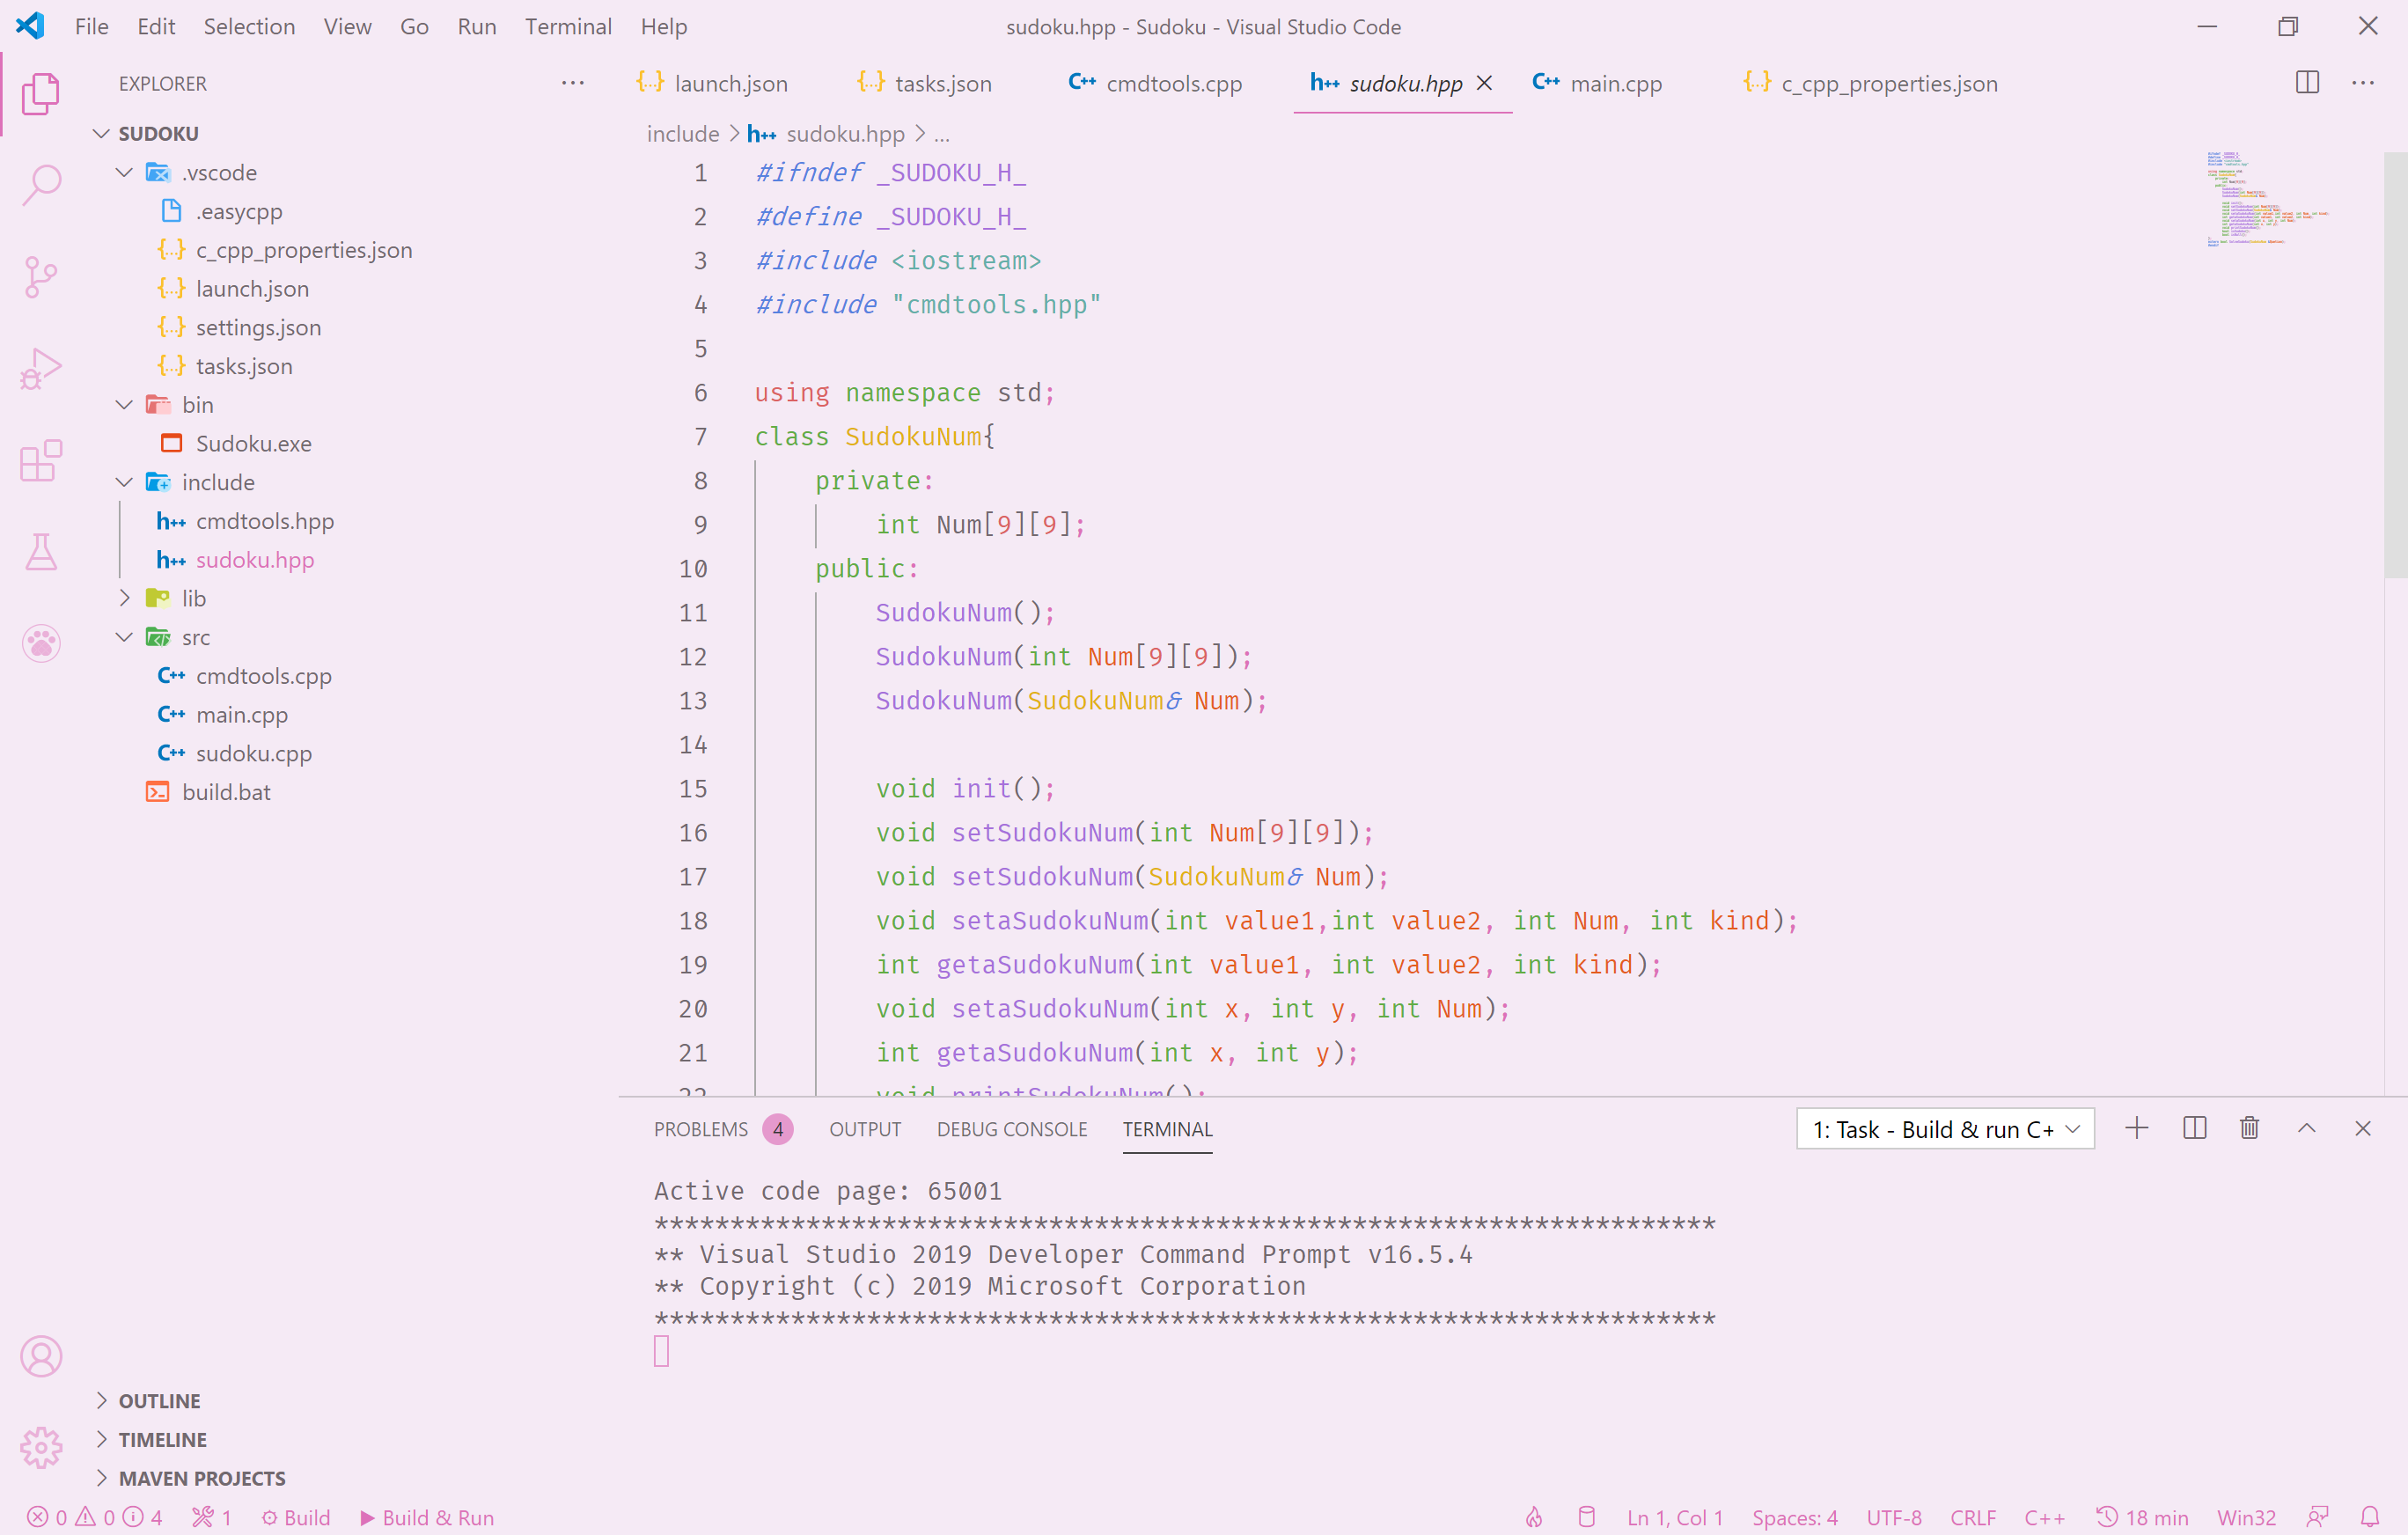 File Edit Selection View Go Run Terminal Help
sudoku.hpp - Sudoku - Visual Studio Code
EXPLORER
SUDOKU
.vscode
.easycpp
c_cpp_properties.json
launch.json
settings.json
tasks.json
bin
Sudoku.exe
include
cmdtools.hpp
sudoku.hpp
lib
src
cmdtools.cpp
main.cpp
sudoku.cpp
build.bat
OUTLINE
TIMELINE
MAVEN PROJECTS
launch.json tasks.json cmdtools.cpp sudoku.hpp main.cpp c_cpp_properties.json
include > sudoku.hpp > ...
1 #ifndef _SUDOKU_H_
2 #define _SUDOKU_H_
3 #include <iostream>
4 #include "cmdtools.hpp"
5
6 using namespace std;
7 class SudokuNum{
8 private:
9 int Num[9][9];
10 public:
11 SudokuNum();
12 SudokuNum(int Num[9][9]);
13 SudokuNum(SudokuNum& Num);
14
15 void init();
16 void setSudokuNum(int Num[9][9]);
17 void setSudokuNum(SudokuNum& Num);
18 void setaSudokuNum(int value1,int value2, int Num, int kind);
19 int getaSudokuNum(int value1, int value2, int kind);
20 void setaSudokuNum(int x, int y, int Num);
21 int getaSudokuNum(int x, int y);
22 void printSudokuNum();
PROBLEMS 4 OUTPUT DEBUG CONSOLE TERMINAL
1: Task - Build & run C+
Active code page: 65001
**********************************************************************
** Visual Studio 2019 Developer Command Prompt v16.5.4
** Copyright (c) 2019 Microsoft Corporation
**********************************************************************
0 0 4 1 Build Build & Run
Ln 1, Col 1 Spaces: 4 UTF-8 CRLF C++ 18 min Win32